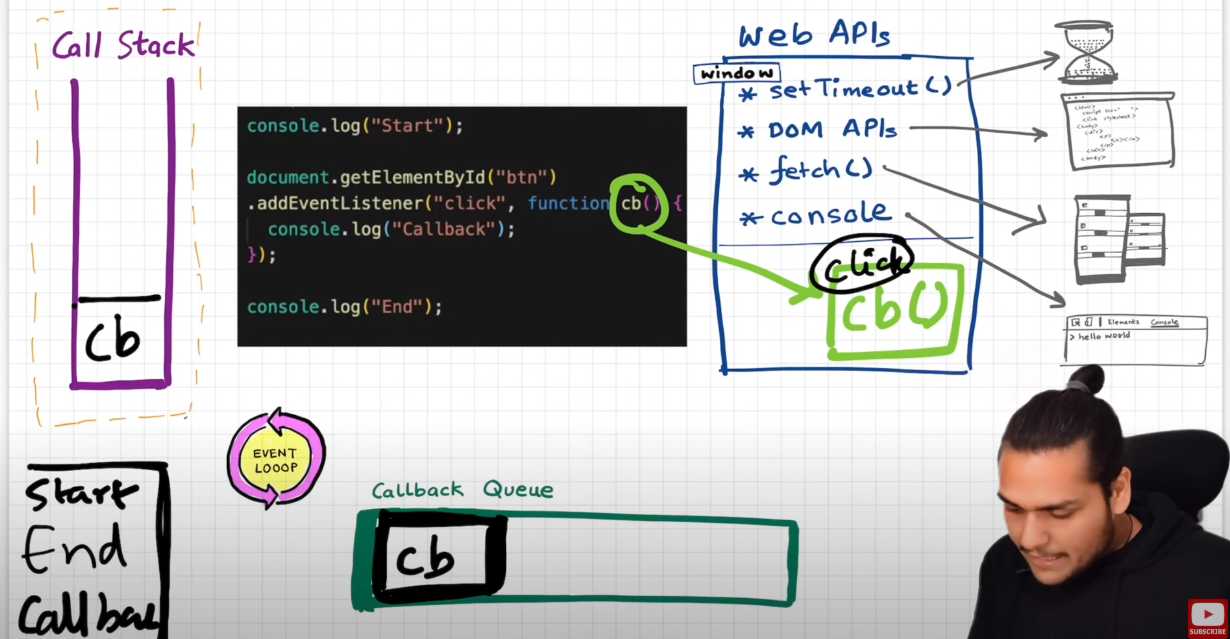 Call Stack
cb
console.log("Start");
document.getElementById("btn")
.addEventListener("click", function cb() {
console.log("Callback");
});
console.log("End");
Web APIs
window
* setTimeout()
* DOM APIs
* fetch()
* console
click
cb()
Elements Console
> hello world
EVENT
LOOOP
Callback Queue
cb
Start
End
Callbac
SUBSCRIBE